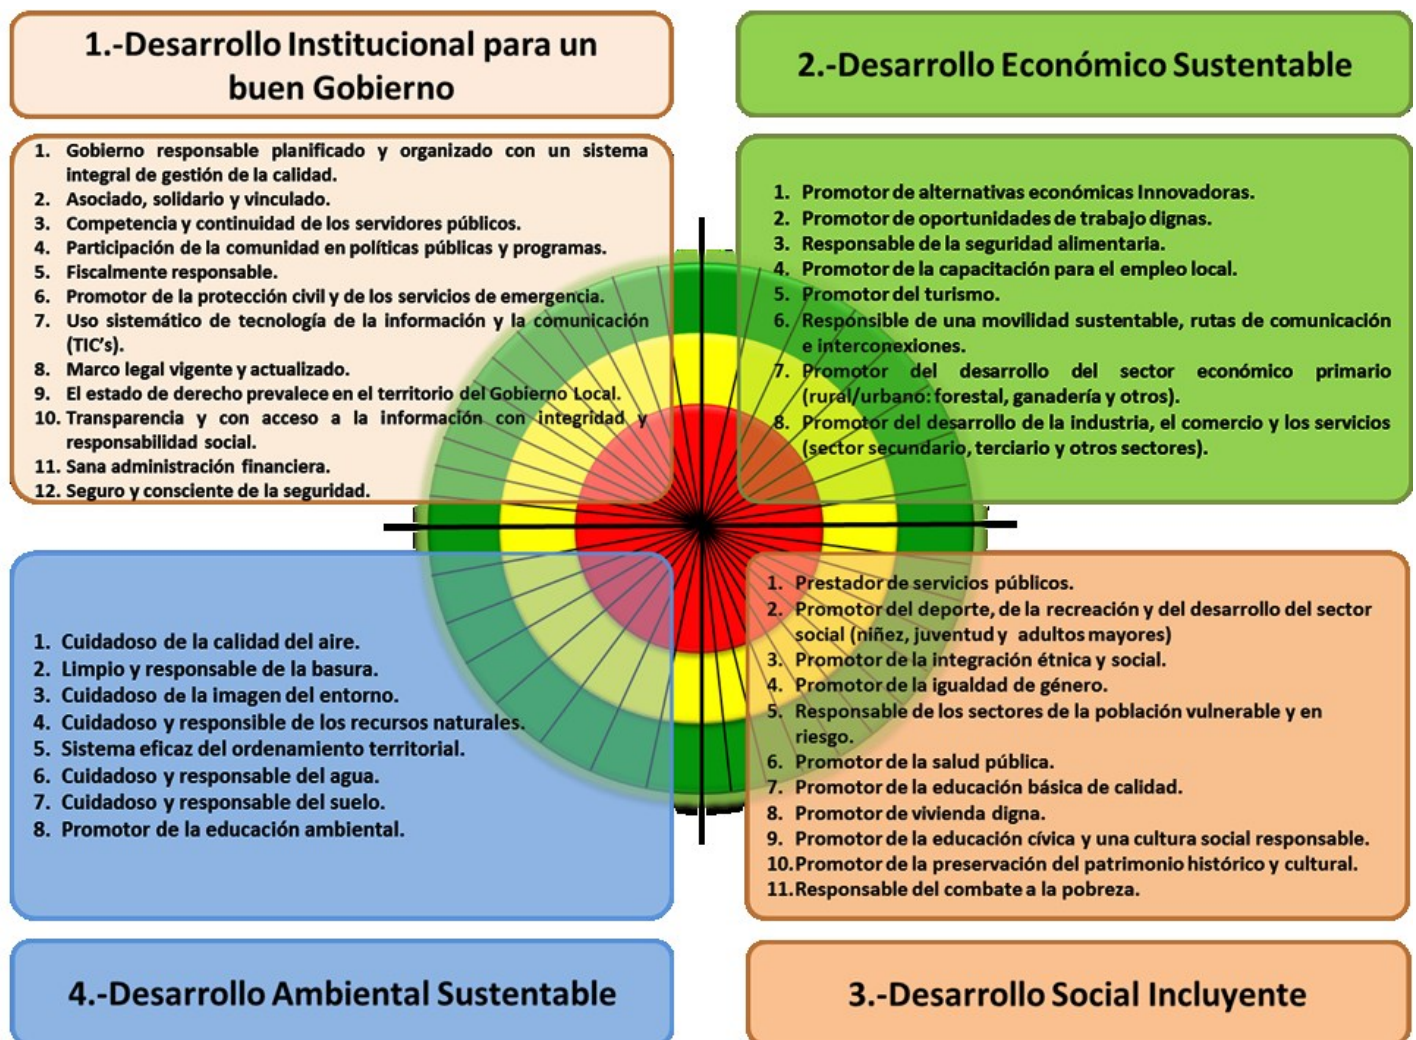 1.-Desarrollo Institucional para un
buen Gobierno
1. Gobierno responsable planificado y organizado con un sistema
integral de gestión de la calidad.
2. Asociado, solidario y vinculado.
3. Competencia y continuidad de los servidores públicos.
4. Participación de la comunidad en políticas públicas y programas.
5. Fiscalmente responsable.
6. Promotor de la protección civil y de los servicios de emergencia.
7. Uso sistemático de tecnología de la información y la comunicación
(TIC's).
8. Marco legal vigente y actualizado.
9. El estado de derecho prevalece en el territorio del Gobierno Local.
10. Transparencia y con acceso a la información con integridad y
responsabilidad social.
11. Sana administración financiera.
12. Seguro y consciente de la seguridad.
2.-Desarrollo Económico Sustentable
1. Promotor de alternativas económicas Innovadoras.
2. Promotor de oportunidades de trabajo dignas.
3. Responsable de la seguridad alimentaria.
4. Promotor de la capacitación para el empleo local.
5. Promotor del turismo.
6. Responsible de una movilidad sustentable, rutas de comunicación
e interconexiones.
7. Promotor del desarrollo del sector económico primario
(rural/urbano: forestal, ganadería y otros).
8. Promotor del desarrollo de la industria, el comercio y los servicios
(sector secundario, terciario y otros sectores).
1. Cuidadoso de la calidad del aire.
2. Limpio y responsable de la basura.
3. Cuidadoso de la imagen del entorno.
4. Cuidadoso y responsible de los recursos naturales.
5. Sistema eficaz del ordenamiento territorial.
6. Cuidadoso y responsable del agua.
7. Cuidadoso y responsable del suelo.
8. Promotor de la educación ambiental.
4.-Desarrollo Ambiental Sustentable
1. Prestador de servicios públicos.
2. Promotor del deporte, de la recreación y del desarrollo del sector
social (niñez, juventud y adultos mayores)
3. Promotor de la integración étnica y social.
4. Promotor de la igualdad de género.
5. Responsable de los sectores de la población vulnerable y en
riesgo.
6. Promotor de la salud pública.
7. Promotor de la educación básica de calidad.
8. Promotor de vivienda digna.
9. Promotor de la educación cívica y una cultura social responsable.
10.Promotor de la preservación del patrimonio histórico y cultural.
11.Responsable del combate a la pobreza.
3.-Desarrollo Social Incluyente